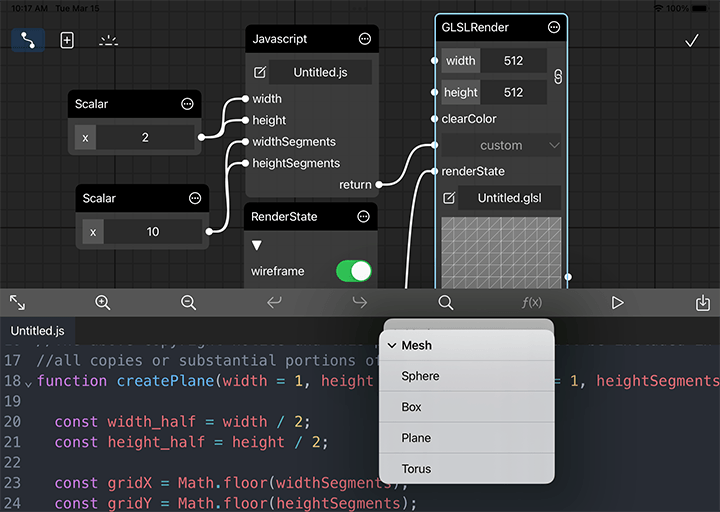 10:17 AM Tue Mar 15
100%
Javascript
Untitled.js
width
height
widthSegments
heightSegments
return
Scalar
x 2
Scalar
x 10
RenderState
wireframe
GLSLRender
width 512
height 512
clearColor
custom
renderState
Untitled.glsl
f(x)
Untitled.js
17 //all copies or substantial portions of
18 function createPlane(width = 1, height = 1, heightSegments
19
20 const width_half = width / 2;
21 const height_half = height / 2;
22
23 const gridX = Math.floor(widthSegments);
24 const gridY = Math.floor(heightSegments);
Mesh
Sphere
Box
Plane
Torus